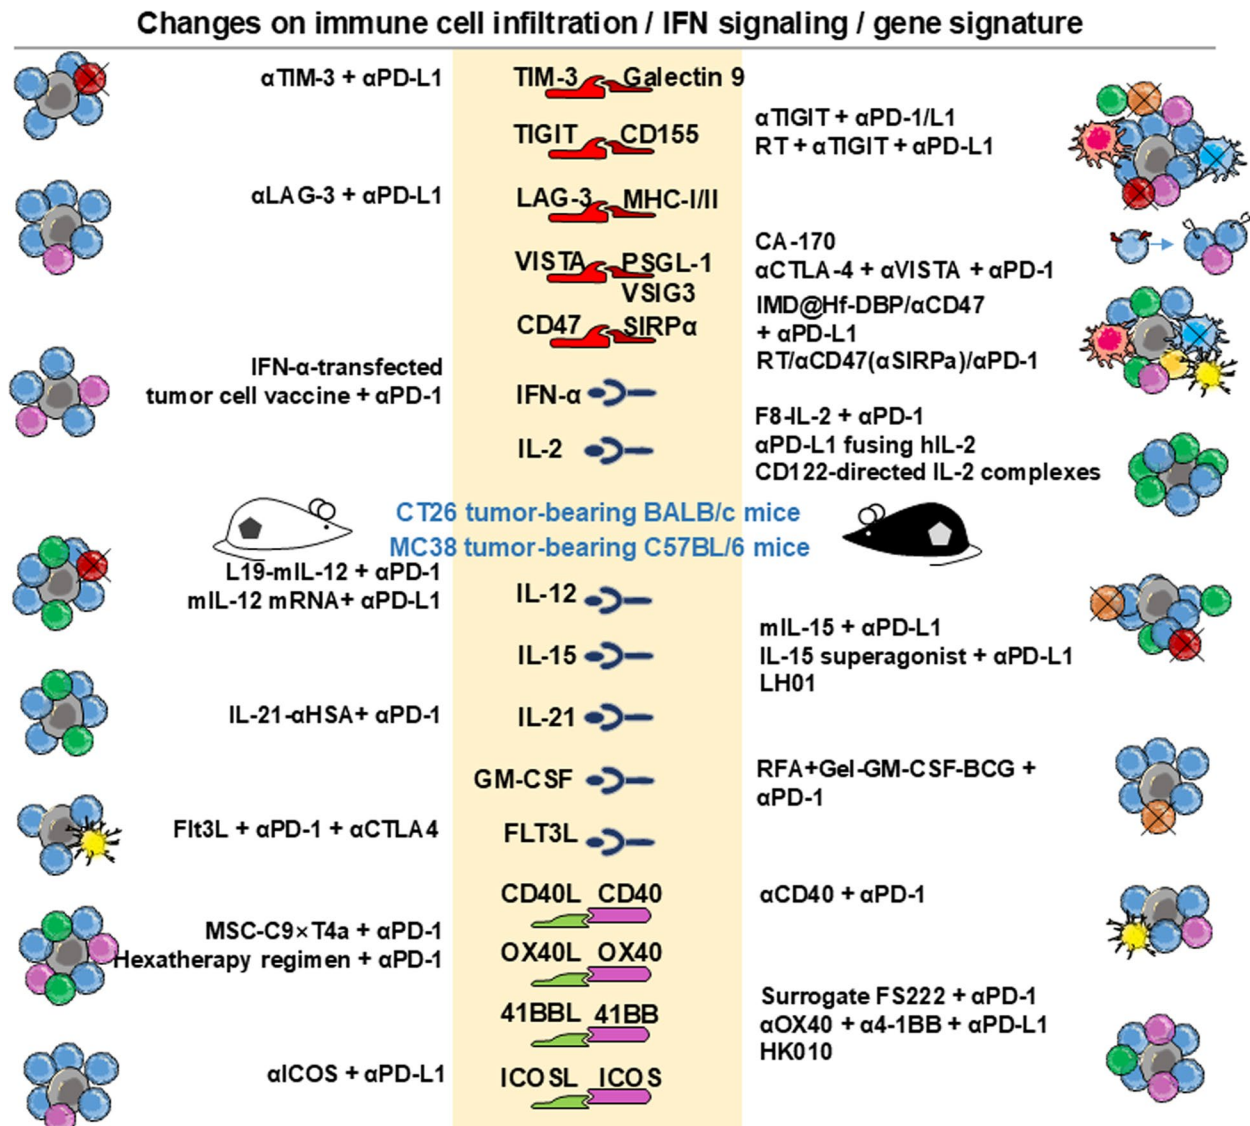 Changes on immune cell infiltration / IFN signaling / gene signature
αTIM-3 + αPD-L1
TIM-3 Galectin 9
TIGIT CD155
αTIGIT + αPD-1/L1
RT + αTIGIT + αPD-L1
αLAG-3 + αPD-L1
LAG-3 MHC-I/II
VISTA PSGL-1
VSIG3
CA-170
αCTLA-4 + αVISTA + αPD-1
CD47 SIRPα
IMD@Hf-DBP/αCD47
+ αPD-L1
RT/αCD47(αSIRPa)/αPD-1
IFN-α-transfected
tumor cell vaccine + αPD-1
IFN-α
IL-2
F8-IL-2 + αPD-1
αPD-L1 fusing hIL-2
CD122-directed IL-2 complexes
CT26 tumor-bearing BALB/c mice
MC38 tumor-bearing C57BL/6 mice
L19-mIL-12 + αPD-1
mIL-12 mRNA+ αPD-L1
IL-12
IL-15
mIL-15 + αPD-L1
IL-15 superagonist + αPD-L1
LH01
IL-21-αHSA+ αPD-1
IL-21
GM-CSF
RFA+Gel-GM-CSF-BCG +
αPD-1
Flt3L + αPD-1 + αCTLA4
FLT3L
CD40L CD40
αCD40 + αPD-1
MSC-C9×T4a + αPD-1
Hexatherapy regimen + αPD-1
OX40L OX40
41BBL 41BB
Surrogate FS222 + αPD-1
αOX40 + α4-1BB + αPD-L1
HK010
αICOS + αPD-L1
ICOSL ICOS